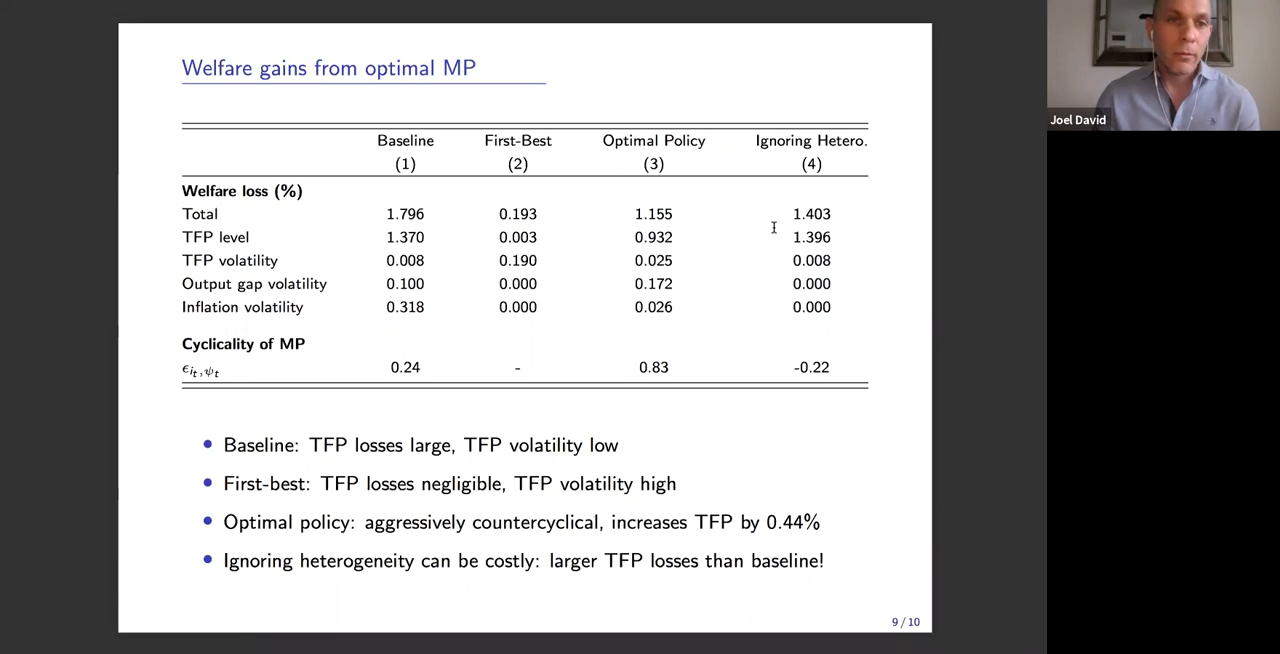 Welfare gains from optimal MP
Baseline First-Best Optimal Policy Ignoring Hetero.
(1) (2) (3) (4)
Welfare loss (%)
Total 1.796 0.193 1.155 1.403
TFP level 1.370 0.003 0.932 1.396
TFP volatility 0.008 0.190 0.025 0.008
Output gap volatility 0.100 0.000 0.172 0.000
Inflation volatility 0.318 0.000 0.026 0.000
Cyclicality of MP
ϵ_{i_t,ψ_t} 0.24 - 0.83 -0.22
• Baseline: TFP losses large, TFP volatility low
• First-best: TFP losses negligible, TFP volatility high
• Optimal policy: aggressively countercyclical, increases TFP by 0.44%
• Ignoring heterogeneity can be costly: larger TFP losses than baseline!
9 / 10
Joel David